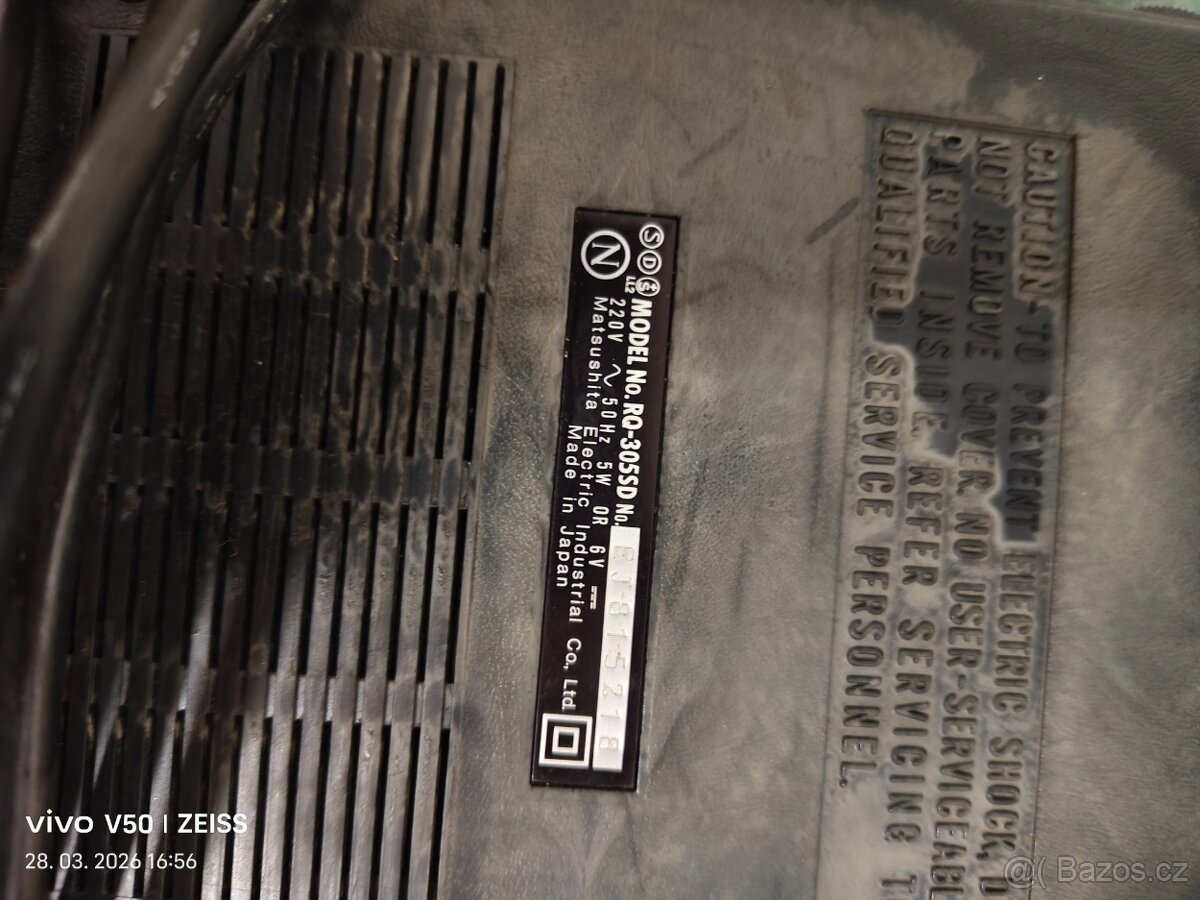 CAUTION-TO PREVENT ELECTRIC SHOCK, D
NOT REMOVE COVER. NO USER-SERVICEABL
PARTS INSIDE. REFER SERVICING T
QUALIFIED SERVICE PERSONNEL.
S D S
N
MODEL No. RQ-305SD No. EJ-815218
220V ~ 50Hz 5W OR 6V
Matsushita Electric Industrial Co., Ltd.
Made in Japan
vivo V50 | ZEISS
28. 03. 2026 16:56
@( Bazos.cz